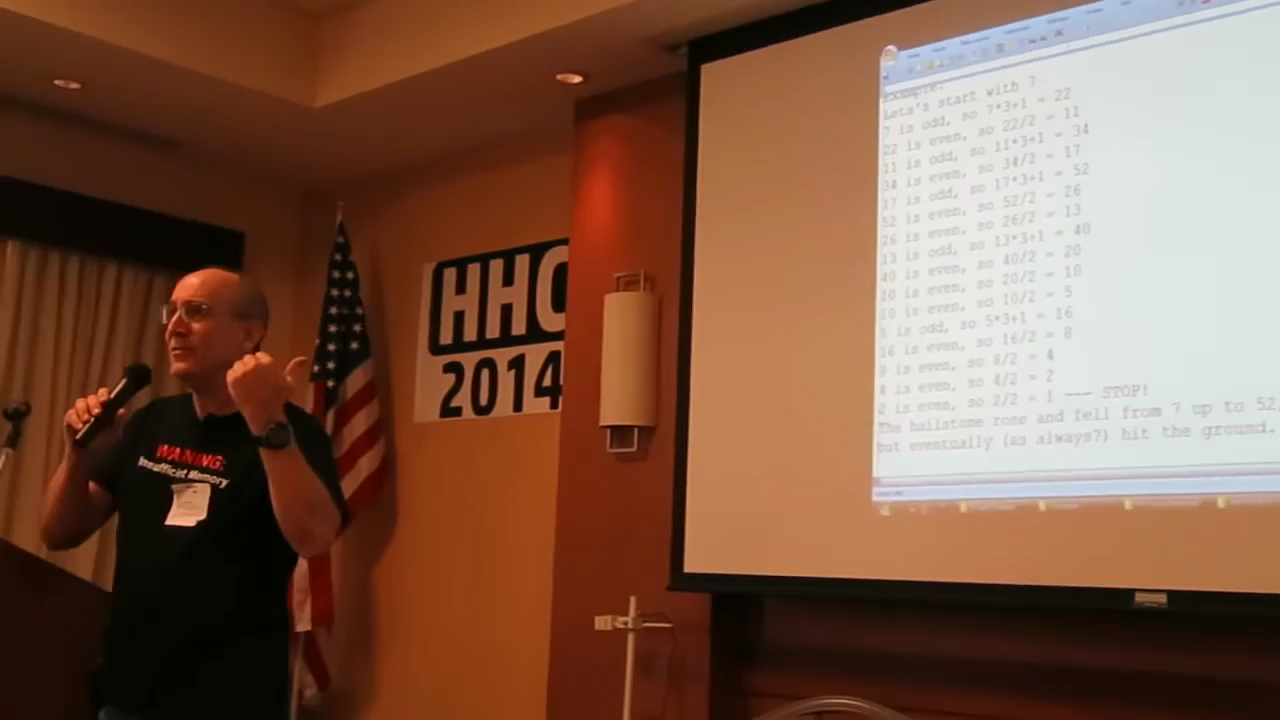 Example:
Lets's start with 7
7 is odd, so 7*3+1 = 22
22 is even, so 22/2 = 11
11 is odd, so 11*3+1 = 34
34 is even, so 34/2 = 17
17 is odd, so 17*3+1 = 52
52 is even, so 52/2 = 26
26 is even, so 26/2 = 13
13 is odd, so 13*3+1 = 40
40 is even, so 40/2 = 20
20 is even, so 20/2 = 10
10 is even, so 10/2 = 5
5 is odd, so 5*3+1 = 16
16 is even, so 16/2 = 8
8 is even, so 8/2 = 4
4 is even, so 4/2 = 2
2 is even, so 2/2 = 1 --- STOP!
The hailstone rose and fell from 7 up to 52,
but eventually (as always?) hit the ground.
HHC
2014
WARNING:
Insufficient Memory